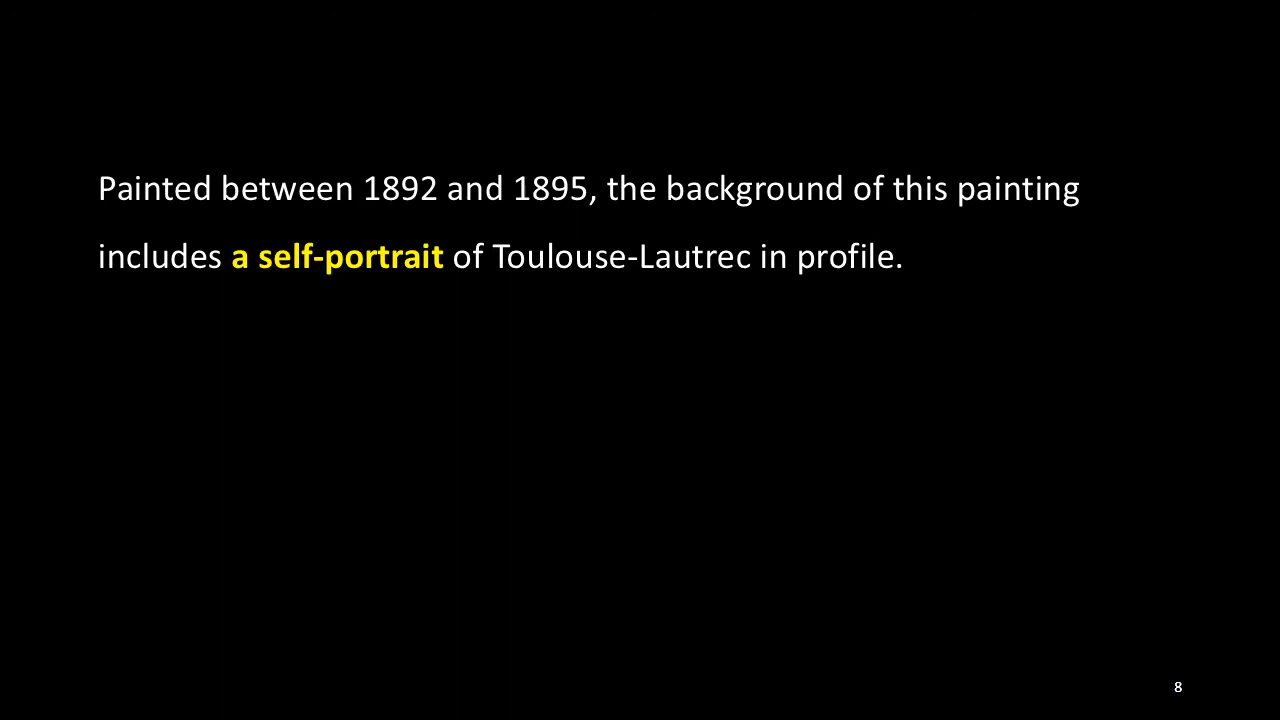 Painted between 1892 and 1895, the background of this painting
includes a self-portrait of Toulouse-Lautrec in profile.
8